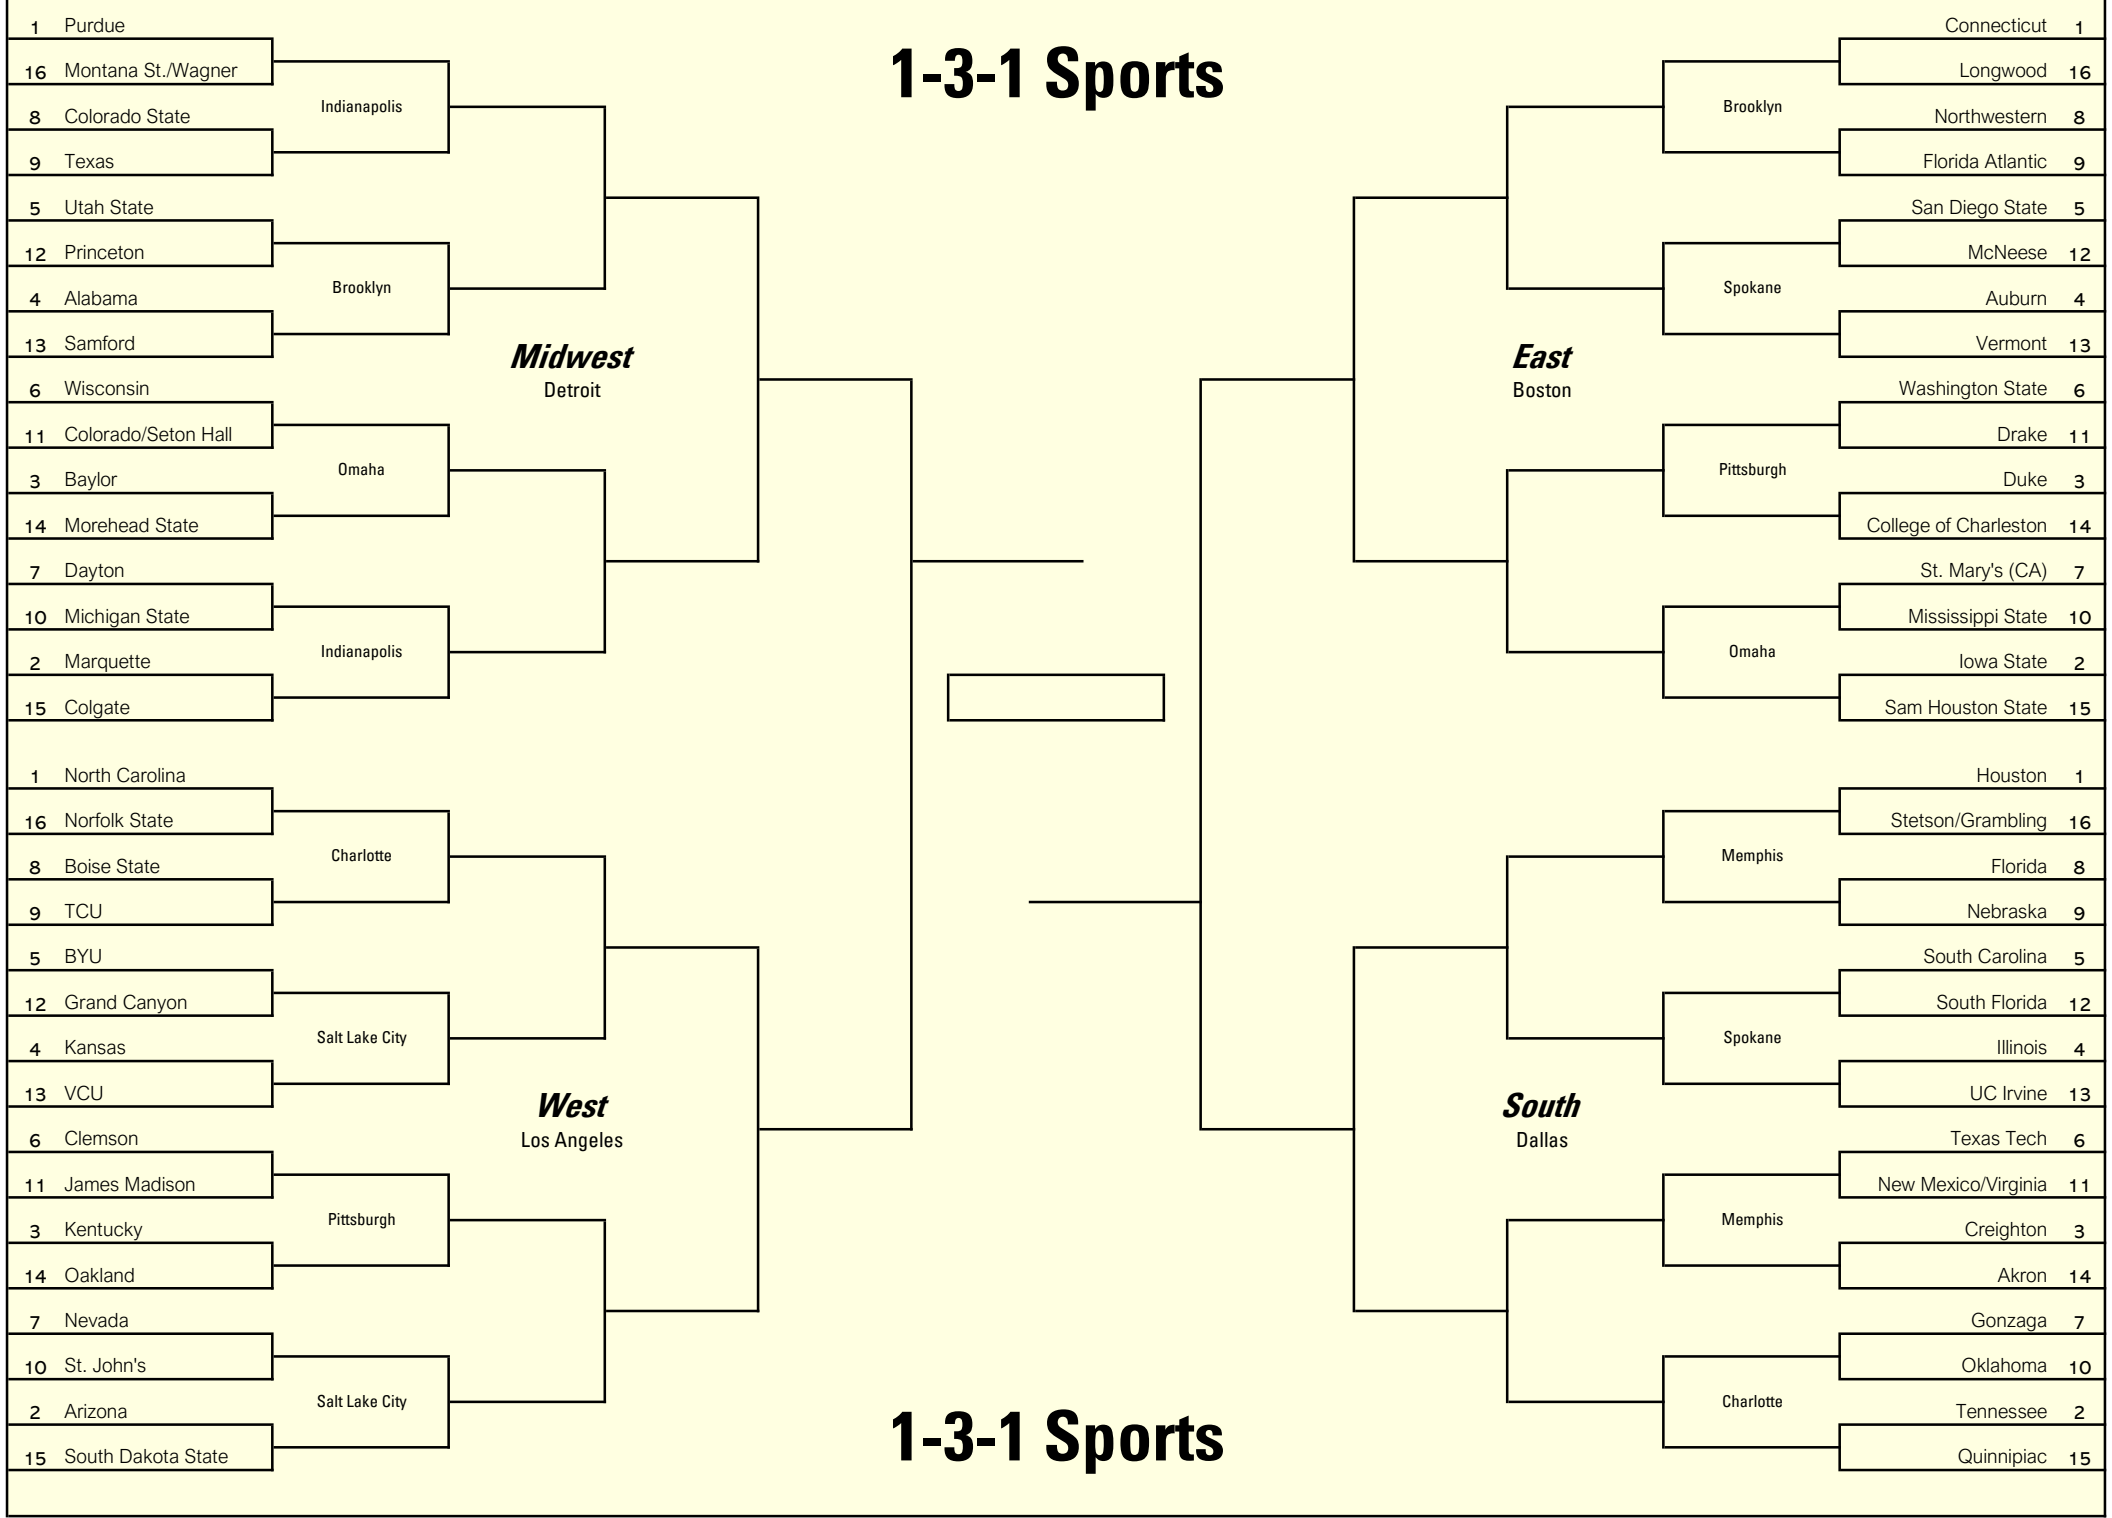 1-3-1 Sports
1 Purdue
16 Montana St./Wagner
Indianapolis
8 Colorado State
9 Texas
5 Utah State
12 Princeton
Brooklyn
4 Alabama
13 Samford
Midwest
Detroit
6 Wisconsin
11 Colorado/Seton Hall
Omaha
3 Baylor
14 Morehead State
7 Dayton
10 Michigan State
Indianapolis
2 Marquette
15 Colgate
1 North Carolina
16 Norfolk State
Charlotte
8 Boise State
9 TCU
5 BYU
12 Grand Canyon
Salt Lake City
4 Kansas
13 VCU
West
Los Angeles
6 Clemson
11 James Madison
Pittsburgh
3 Kentucky
14 Oakland
7 Nevada
10 St. John's
Salt Lake City
2 Arizona
15 South Dakota State
Connecticut 1
Longwood 16
Brooklyn
Northwestern 8
Florida Atlantic 9
San Diego State 5
McNeese 12
Spokane
Auburn 4
Vermont 13
East
Boston
Washington State 6
Drake 11
Pittsburgh
Duke 3
College of Charleston 14
St. Mary's (CA) 7
Mississippi State 10
Omaha
Iowa State 2
Sam Houston State 15
Houston 1
Stetson/Grambling 16
Memphis
Florida 8
Nebraska 9
South Carolina 5
South Florida 12
Spokane
Illinois 4
UC Irvine 13
South
Dallas
Texas Tech 6
New Mexico/Virginia 11
Memphis
Creighton 3
Akron 14
Gonzaga 7
Oklahoma 10
Charlotte
Tennessee 2
Quinnipiac 15
1-3-1 Sports